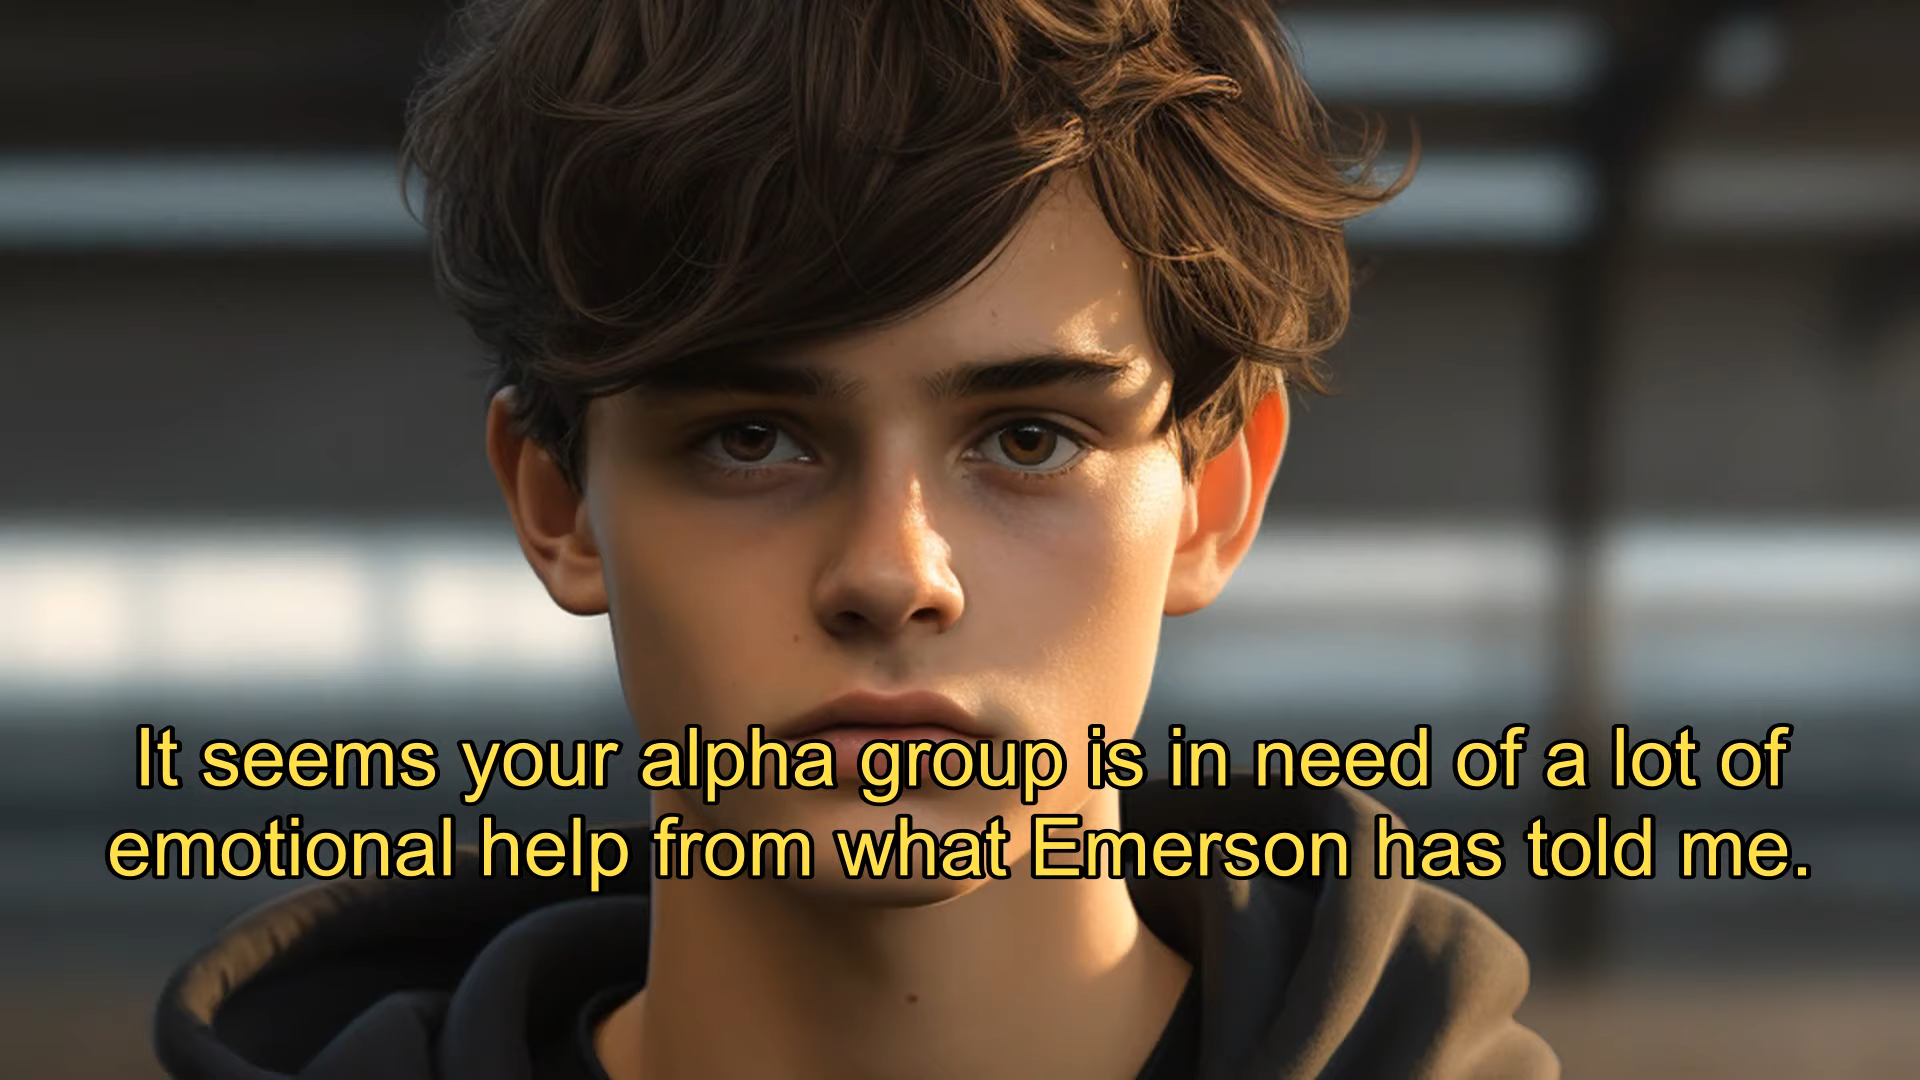 It seems your alpha group is in need of a lot of
emotional help from what Emerson has told me.